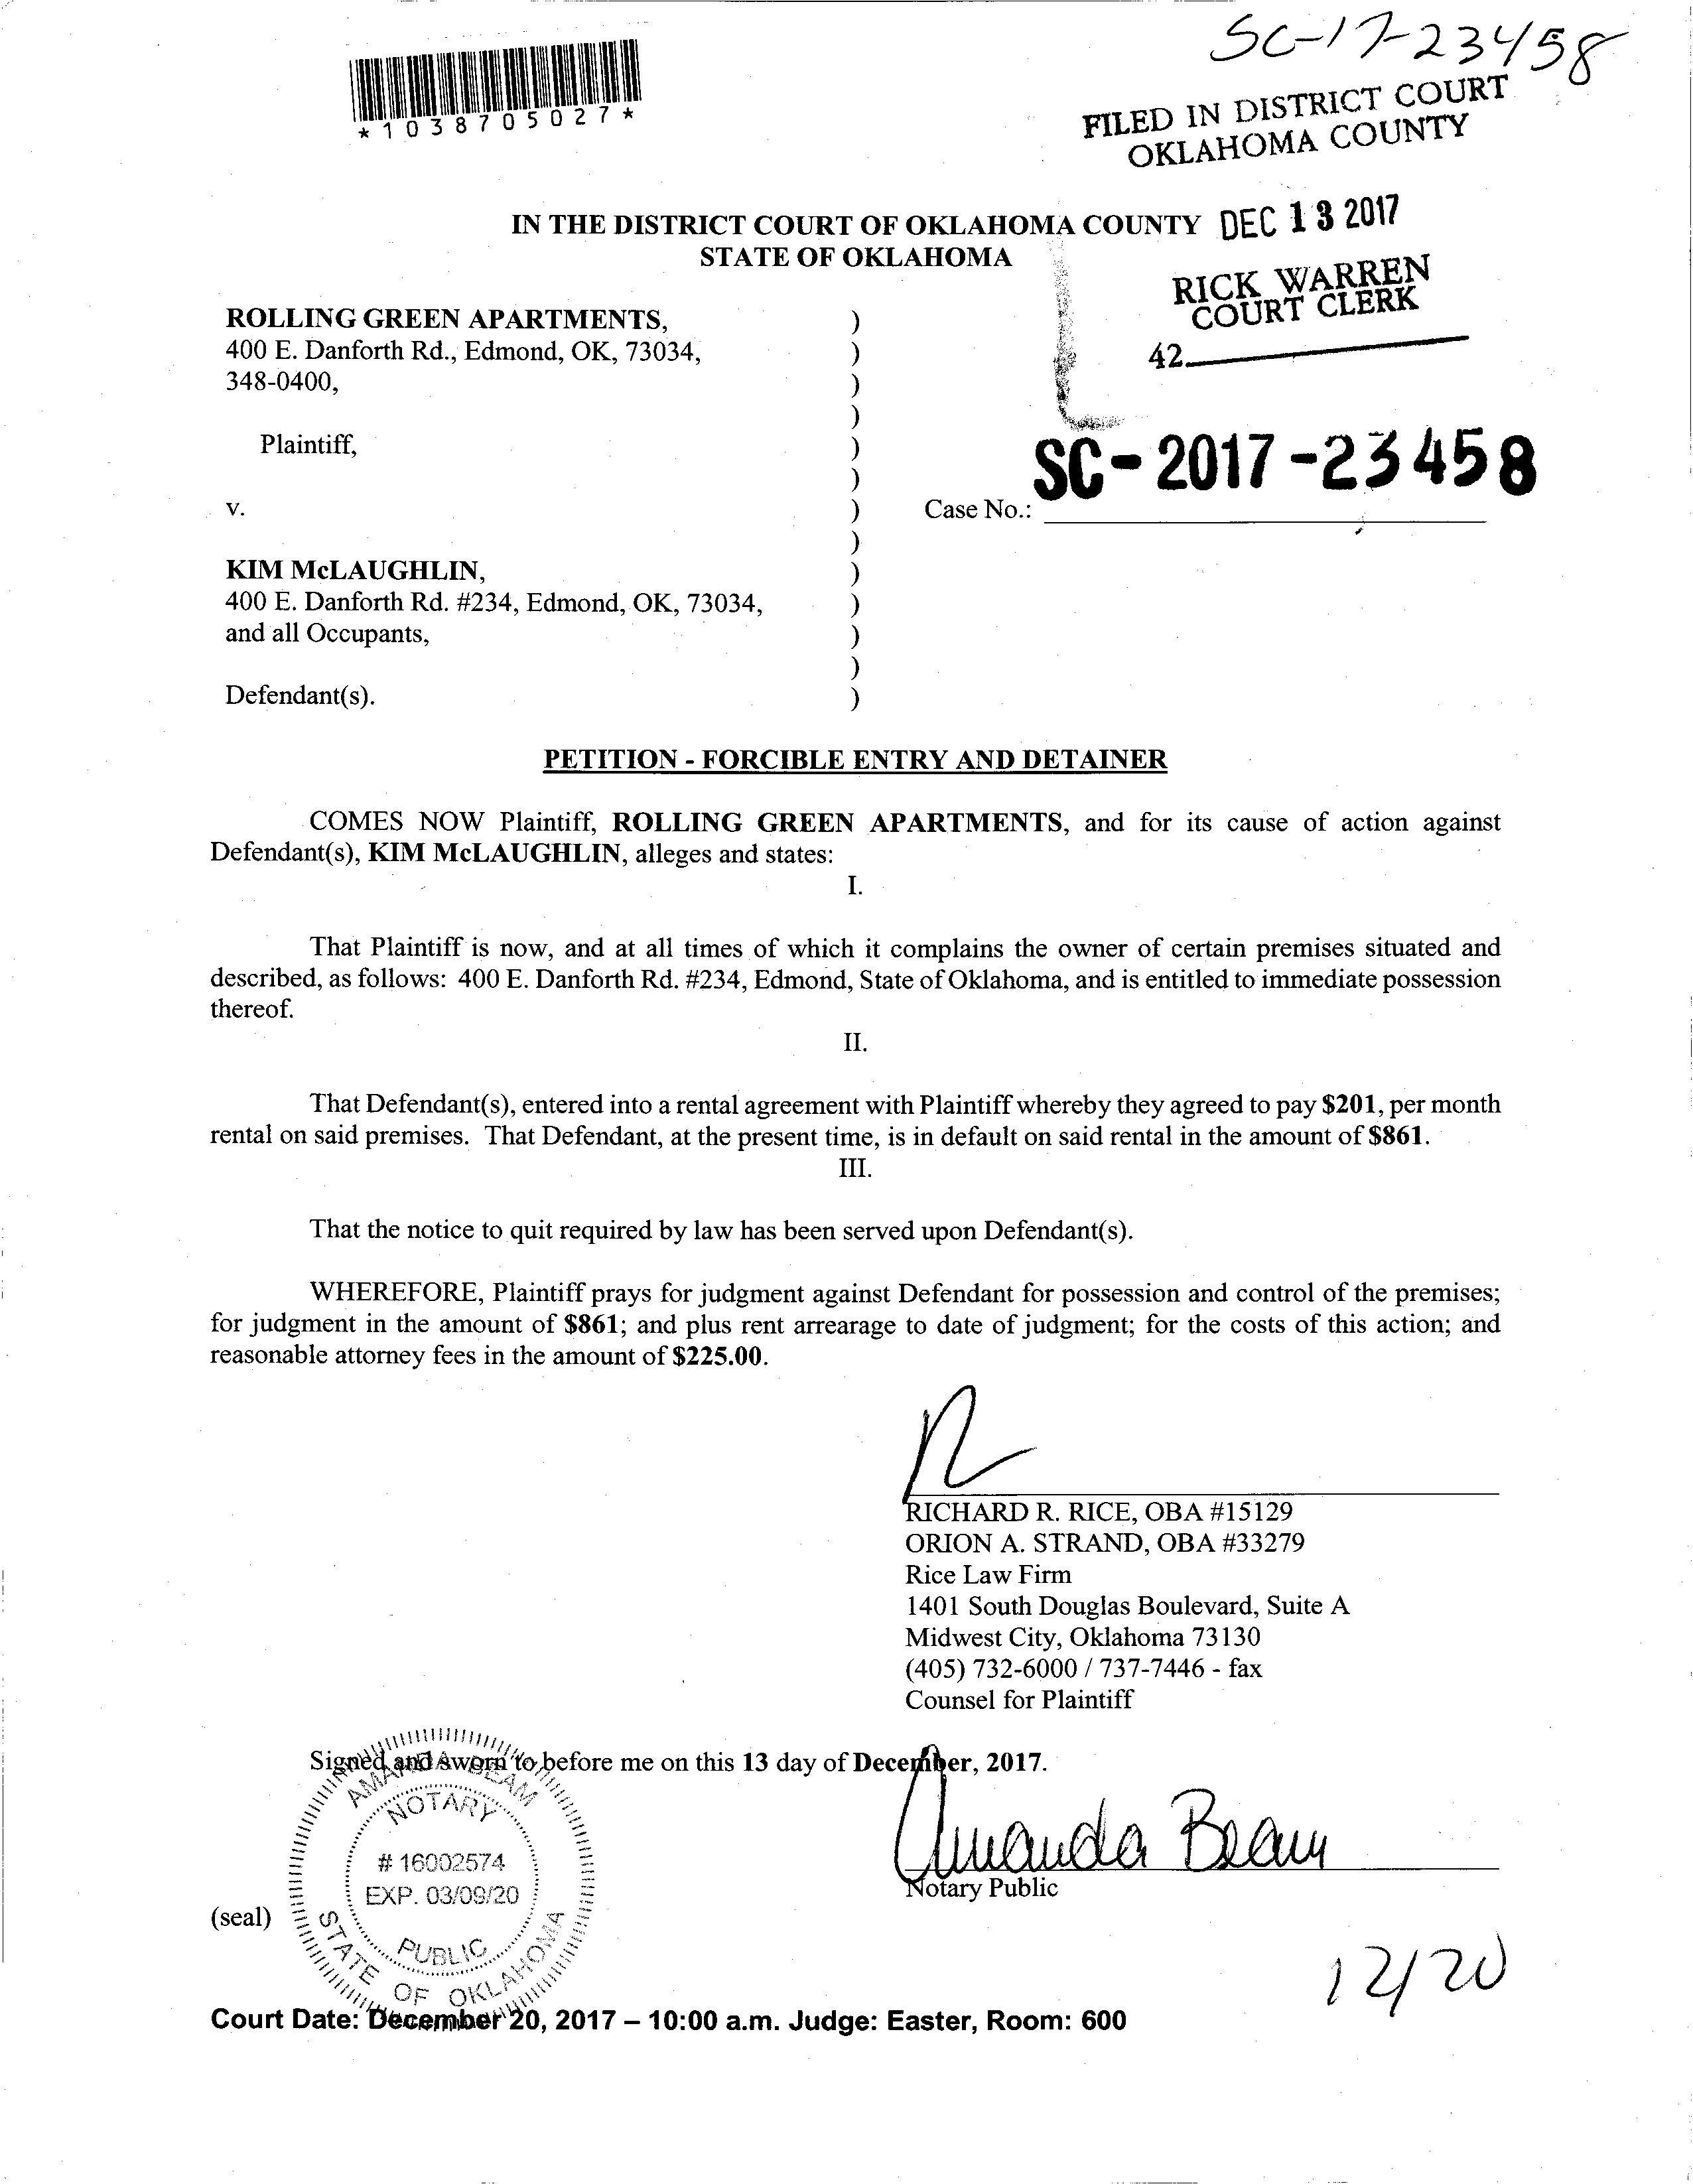 SC-17-23458
*1038705027*
FILED IN DISTRICT COURT
OKLAHOMA COUNTY
IN THE DISTRICT COURT OF OKLAHOMA COUNTY DEC 13 2017
STATE OF OKLAHOMA
RICK WARREN
COURT CLERK
42
ROLLING GREEN APARTMENTS, )
400 E. Danforth Rd., Edmond, OK, 73034, )
348-0400, )
)
Plaintiff, )
)
SC-2017-23458
v. ) Case No.:
)
KIM McLAUGHLIN, )
400 E. Danforth Rd. #234, Edmond, OK, 73034, )
and all Occupants, )
)
Defendant(s). )
PETITION - FORCIBLE ENTRY AND DETAINER
COMES NOW Plaintiff, ROLLING GREEN APARTMENTS, and for its cause of action against
Defendant(s), KIM McLAUGHLIN, alleges and states:
I.
That Plaintiff is now, and at all times of which it complains the owner of certain premises situated and
described, as follows: 400 E. Danforth Rd. #234, Edmond, State of Oklahoma, and is entitled to immediate possession
thereof.
II.
That Defendant(s), entered into a rental agreement with Plaintiff whereby they agreed to pay $201, per month
rental on said premises. That Defendant, at the present time, is in default on said rental in the amount of $861.
III.
That the notice to quit required by law has been served upon Defendant(s).
WHEREFORE, Plaintiff prays for judgment against Defendant for possession and control of the premises;
for judgment in the amount of $861; and plus rent arrearage to date of judgment; for the costs of this action; and
reasonable attorney fees in the amount of $225.00.
RICHARD R. RICE, OBA #15129
ORION A. STRAND, OBA #33279
Rice Law Firm
1401 South Douglas Boulevard, Suite A
Midwest City, Oklahoma 73130
(405) 732-6000 / 737-7446 - fax
Counsel for Plaintiff
Signed and sworn to before me on this 13 day of December, 2017.
AMANDA BEAM
NOTARY
# 16002574
EXP. 03/09/20
PUBLIC
STATE OF OKLAHOMA
Amanda Beam
Notary Public
(seal)
12/20
Court Date: December 20, 2017 – 10:00 a.m. Judge: Easter, Room: 600